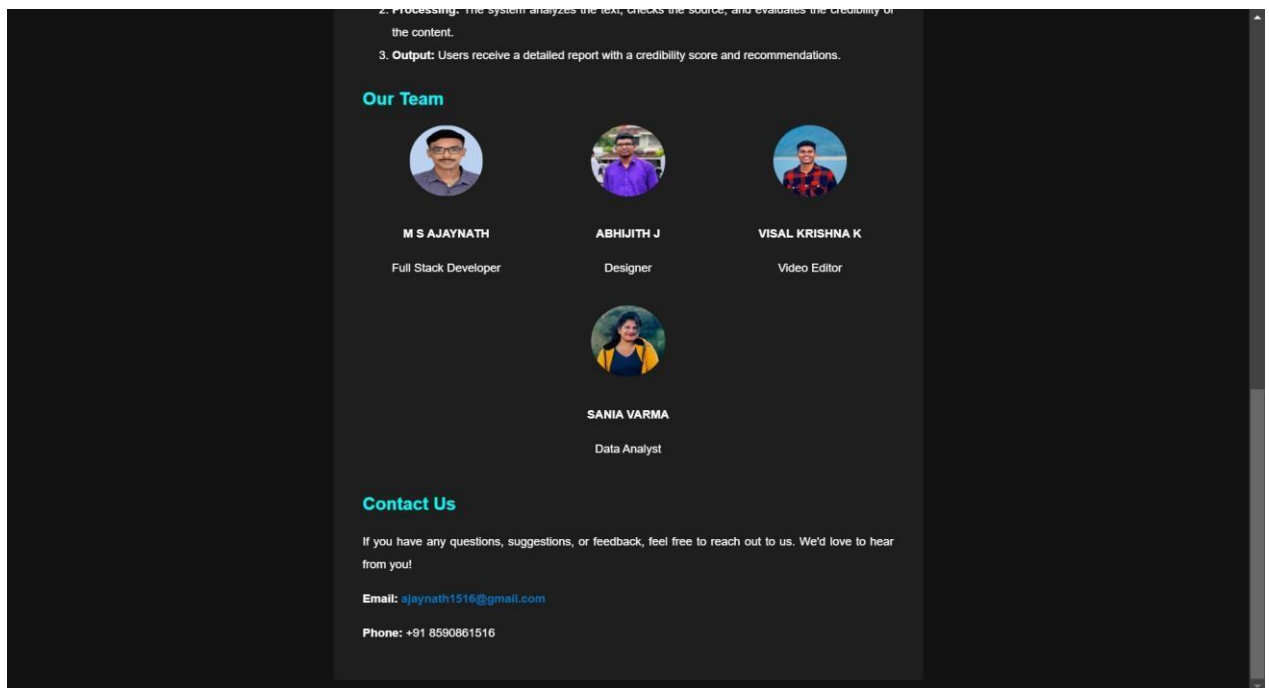 2. Processing: The system analyzes the text, checks the source, and evaluates the credibility of
the content.
3. Output: Users receive a detailed report with a credibility score and recommendations.
Our Team
M S AJAYNATH
ABHIJITH J
VISAL KRISHNA K
Full Stack Developer
Designer
Video Editor
SANIA VARMA
Data Analyst
Contact Us
If you have any questions, suggestions, or feedback, feel free to reach out to us. We'd love to hear
from you!
Email: ajaynath1516@gmail.com
Phone: +91 8590861516